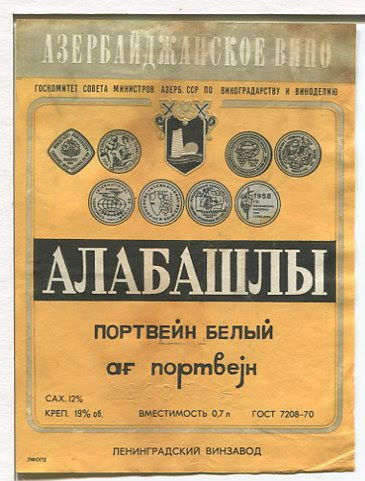 АЗЕРБАЙДЖАНСКОЕ ВИНО
ГОСКОМИТЕТ СОВЕТА МИНИСТРОВ АЗЕРБ. ССР ПО ВИНОГРАДАРСТВУ И ВИНОДЕЛИЮ
1958
АЛАБАШЛЫ
ПОРТВЕЙН БЕЛЫЙ
ағ портвејн
САХ. 12%
КРЕП. 19% об. ВМЕСТИМОСТЬ 0,7 л ГОСТ 7208-70
ЛЕНИНГРАДСКИЙ ВИНЗАВОД